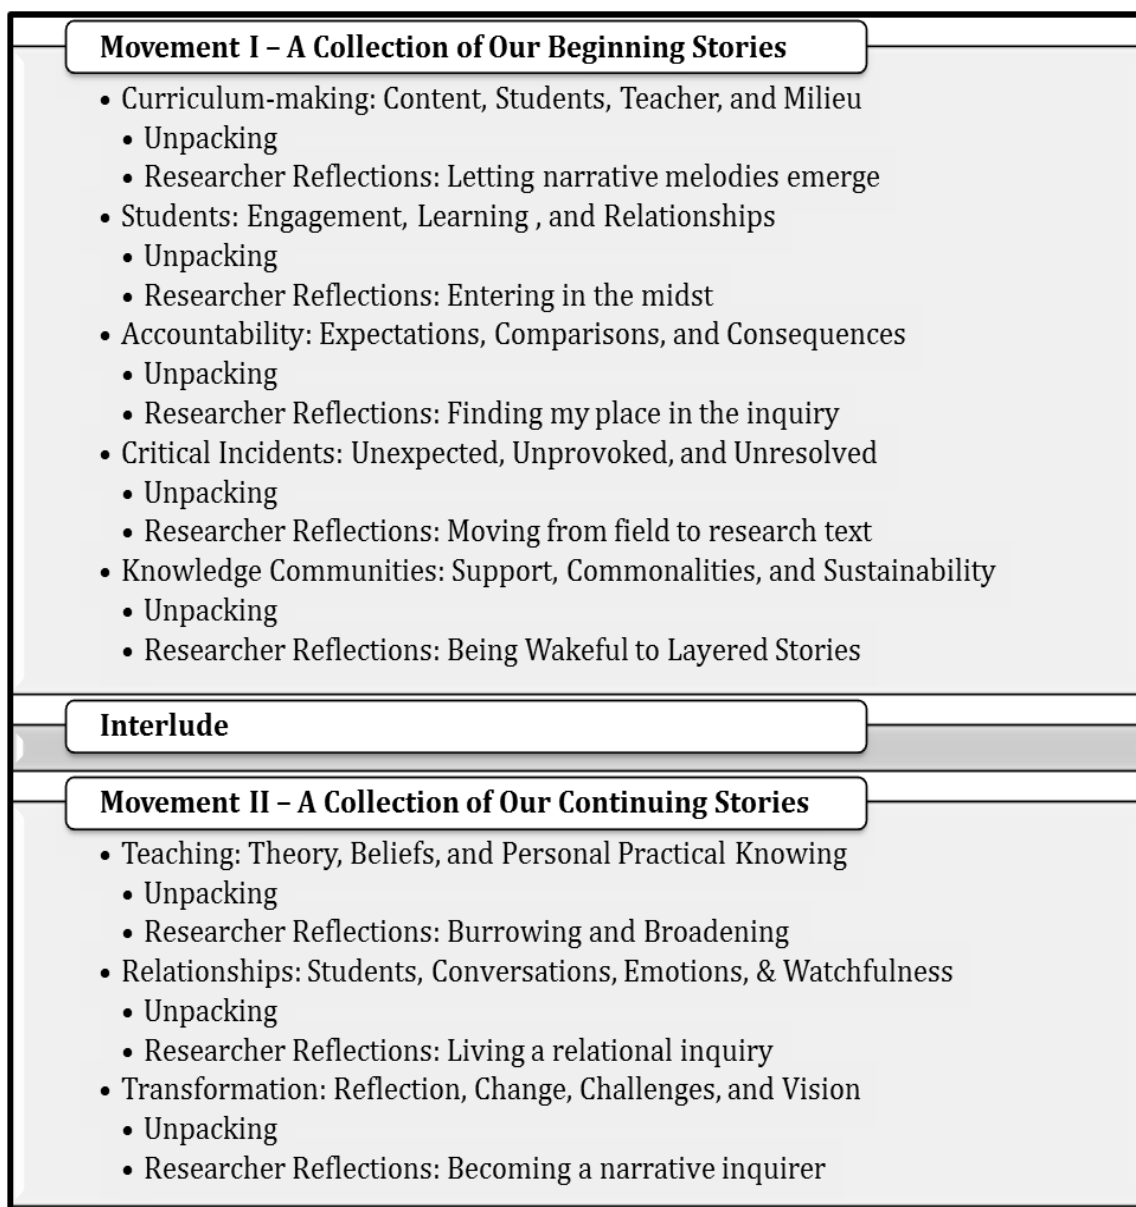 Movement I – A Collection of Our Beginning Stories
• Curriculum-making: Content, Students, Teacher, and Milieu
• Unpacking
• Researcher Reflections: Letting narrative melodies emerge
• Students: Engagement, Learning , and Relationships
• Unpacking
• Researcher Reflections: Entering in the midst
• Accountability: Expectations, Comparisons, and Consequences
• Unpacking
• Researcher Reflections: Finding my place in the inquiry
• Critical Incidents: Unexpected, Unprovoked, and Unresolved
• Unpacking
• Researcher Reflections: Moving from field to research text
• Knowledge Communities: Support, Commonalities, and Sustainability
• Unpacking
• Researcher Reflections: Being Wakeful to Layered Stories
Interlude
Movement II – A Collection of Our Continuing Stories
• Teaching: Theory, Beliefs, and Personal Practical Knowing
• Unpacking
• Researcher Reflections: Burrowing and Broadening
• Relationships: Students, Conversations, Emotions, & Watchfulness
• Unpacking
• Researcher Reflections: Living a relational inquiry
• Transformation: Reflection, Change, Challenges, and Vision
• Unpacking
• Researcher Reflections: Becoming a narrative inquirer